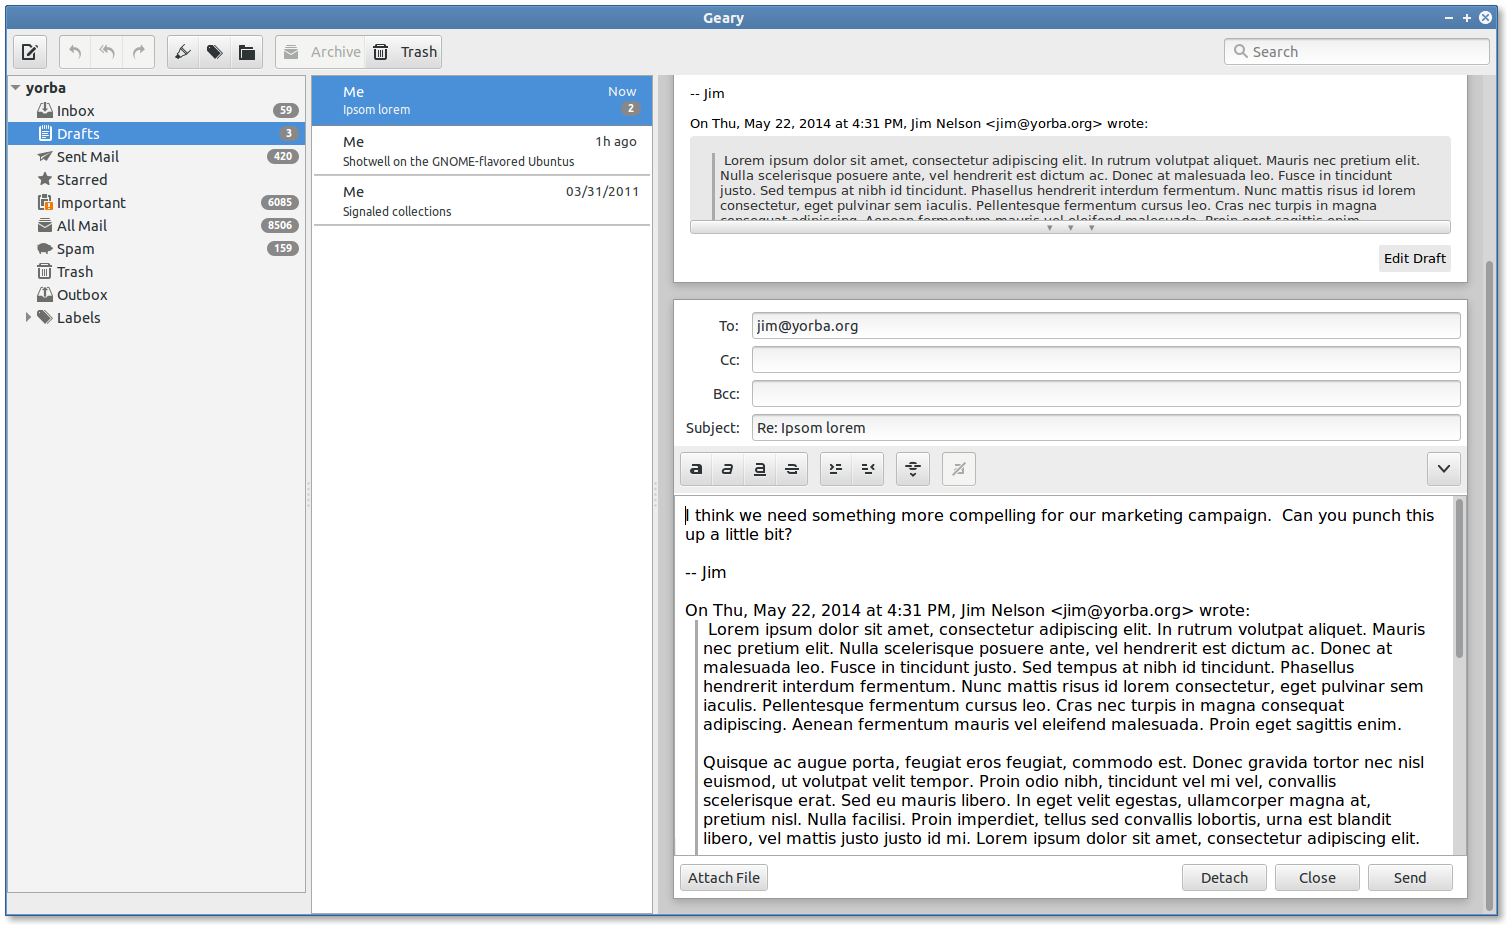 Geary
Archive
Trash
Search
yorba
Inbox 59
Drafts 3
Sent Mail 420
Starred
Important 6085
All Mail 8506
Spam 159
Trash
Outbox
Labels
Me Now
Ipsom lorem 2
Me 1h ago
Shotwell on the GNOME-flavored Ubuntus
Me 03/31/2011
Signaled collections
-- Jim
On Thu, May 22, 2014 at 4:31 PM, Jim Nelson <jim@yorba.org> wrote:
Lorem ipsum dolor sit amet, consectetur adipiscing elit. In rutrum volutpat aliquet. Mauris nec pretium elit.
Nulla scelerisque posuere ante, vel hendrerit est dictum ac. Donec at malesuada leo. Fusce in tincidunt
justo. Sed tempus at nibh id tincidunt. Phasellus hendrerit interdum fermentum. Nunc mattis risus id lorem
consectetur, eget pulvinar sem iaculis. Pellentesque fermentum cursus leo. Cras nec turpis in magna
consequat adipiscing. Aenean fermentum mauris vel eleifend malesuada. Proin eget sagittis enim.
Edit Draft
To: jim@yorba.org
Cc:
Bcc:
Subject: Re: Ipsom lorem
a a a
I think we need something more compelling for our marketing campaign.  Can you punch this
up a little bit?
-- Jim
On Thu, May 22, 2014 at 4:31 PM, Jim Nelson <jim@yorba.org> wrote:
Lorem ipsum dolor sit amet, consectetur adipiscing elit. In rutrum volutpat aliquet. Mauris
nec pretium elit. Nulla scelerisque posuere ante, vel hendrerit est dictum ac. Donec at
malesuada leo. Fusce in tincidunt justo. Sed tempus at nibh id tincidunt. Phasellus
hendrerit interdum fermentum. Nunc mattis risus id lorem consectetur, eget pulvinar sem
iaculis. Pellentesque fermentum cursus leo. Cras nec turpis in magna consequat
adipiscing. Aenean fermentum mauris vel eleifend malesuada. Proin eget sagittis enim.
Quisque ac augue porta, feugiat eros feugiat, commodo est. Donec gravida tortor nec nisl
euismod, ut volutpat velit tempor. Proin odio nibh, tincidunt vel mi vel, convallis
scelerisque erat. Sed eu mauris libero. In eget velit egestas, ullamcorper magna at,
pretium nisl. Nulla facilisi. Proin imperdiet, tellus sed convallis lobortis, urna est blandit
libero, vel mattis justo justo id mi. Lorem ipsum dolor sit amet, consectetur adipiscing elit.
Attach File
Detach
Close
Send